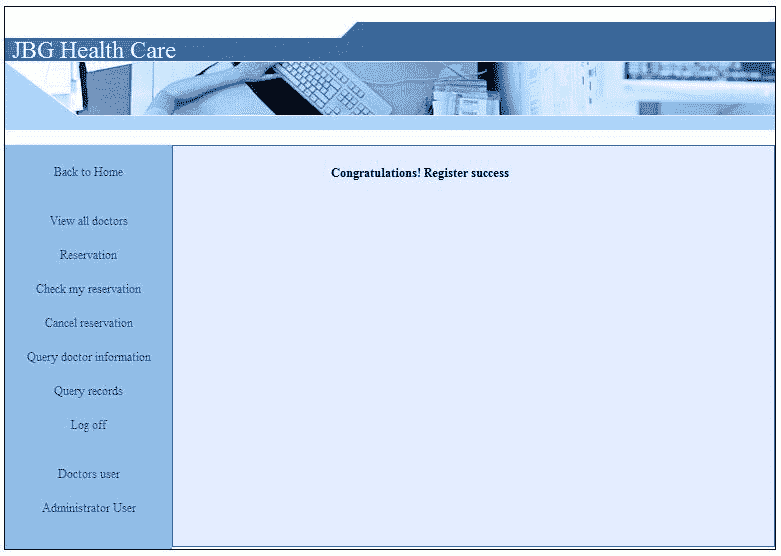 JBG Health Care
Back to Home
Congratulations! Register success
View all doctors
Reservation
Check my reservation
Cancel reservation
Query doctor information
Query records
Log off
Doctors user
Administrator User